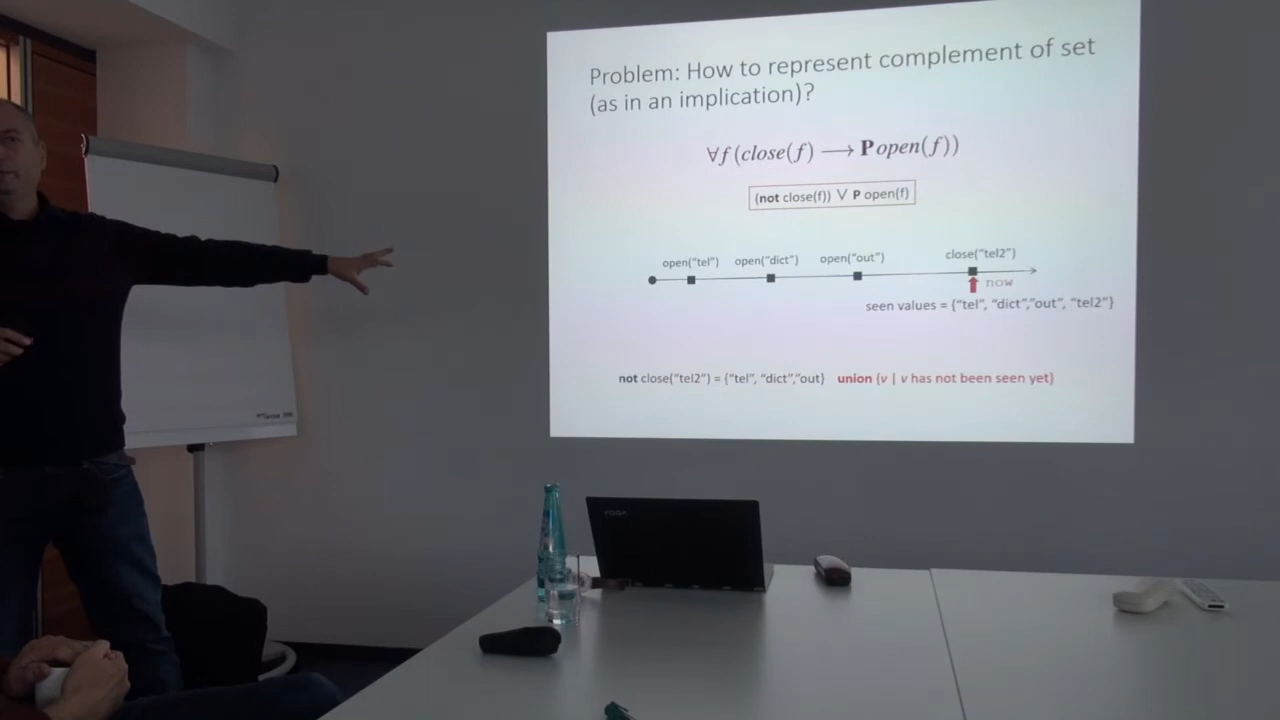 Problem: How to represent complement of set
(as in an implication)?
∀f (close(f) ⟶ P open(f))
(not close(f)) ∨ P open(f)
open("tel") open("dict") open("out") close("tel2")
now
seen values = {"tel", "dict","out", "tel2"}
not close("tel2") = {"tel", "dict","out} union {v | v has not been seen yet}
YOGA